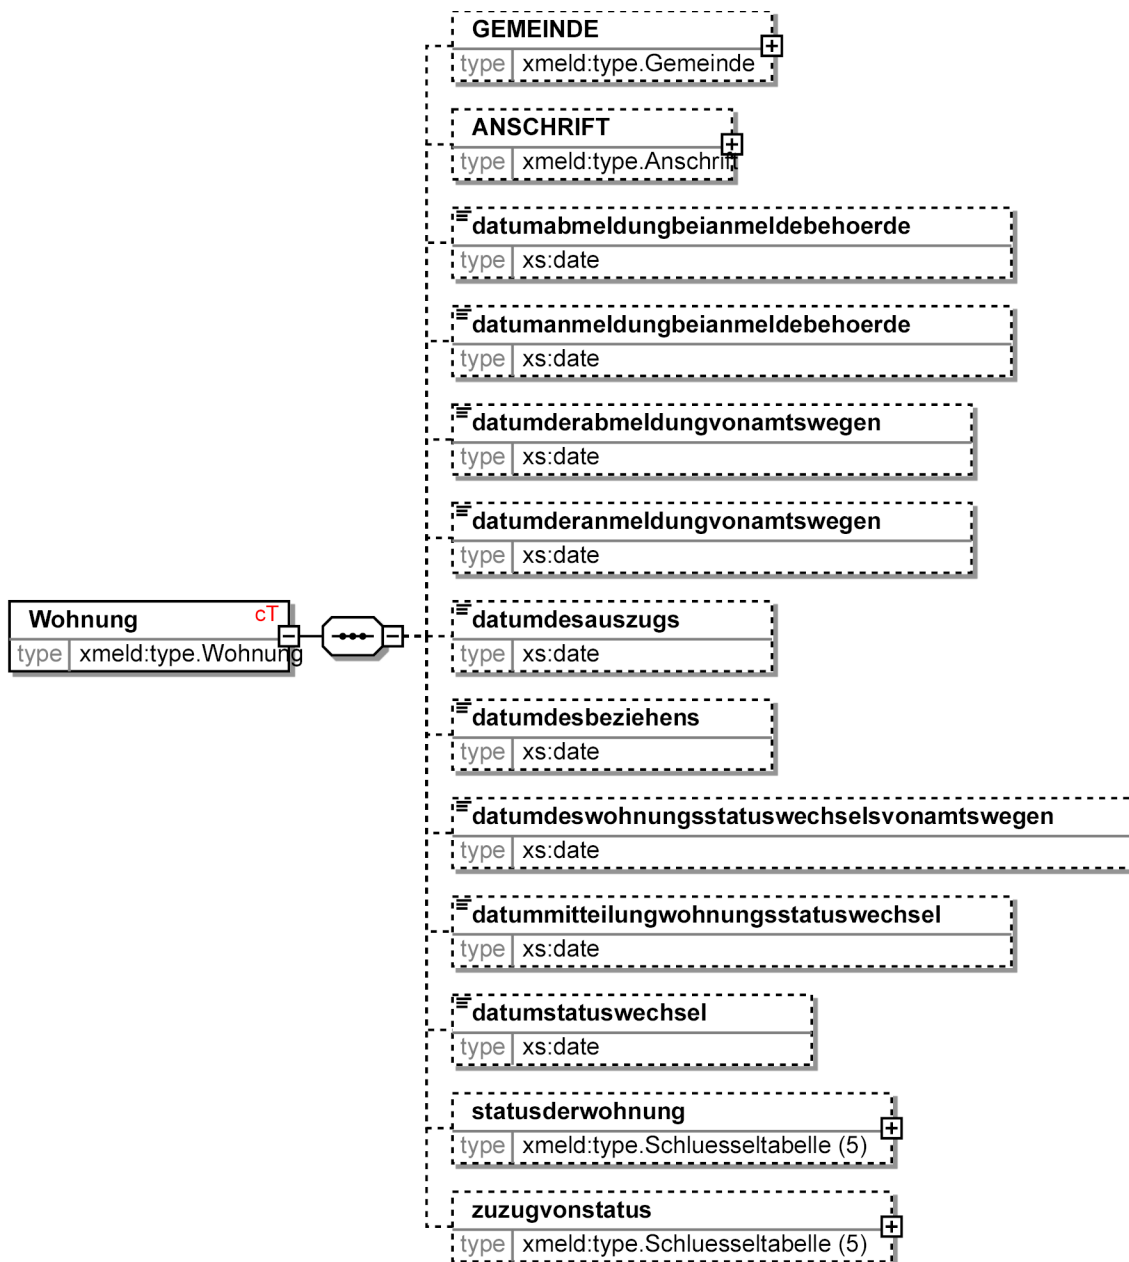 GEMEINDE
type xmeld:type.Gemeinde
ANSCHRIFT
type xmeld:type.Anschrift
datumabmeldungbeianmeldebehoerde
type xs:date
datumanmeldungbeianmeldebehoerde
type xs:date
datumderabmeldungvonamtswegen
type xs:date
datumderanmeldungvonamtswegen
type xs:date
Wohnung cT
type xmeld:type.Wohnung
datumdesauszugs
type xs:date
datumdesbeziehens
type xs:date
datumdeswohnungsstatuswechselsvonamtswegen
type xs:date
datummitteilungwohnungsstatuswechsel
type xs:date
datumstatuswechsel
type xs:date
statusderwohnung
type xmeld:type.Schluesseltabelle (5)
zuzugvonstatus
type xmeld:type.Schluesseltabelle (5)